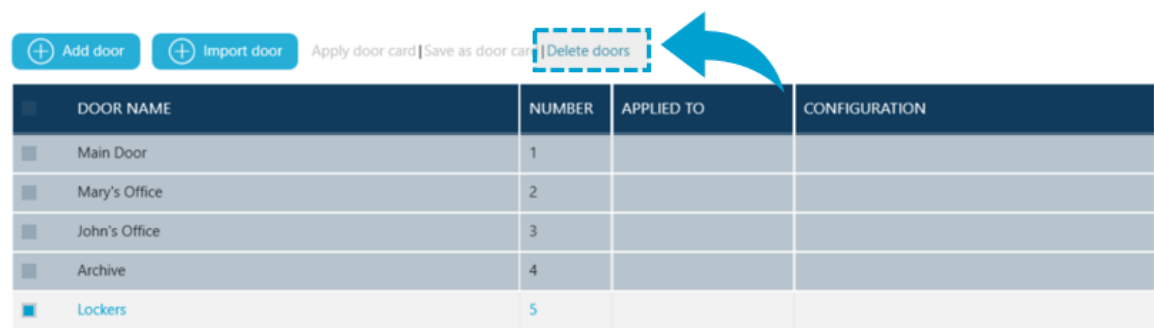 Add door Import door Apply door card|Save as door car |Delete doors
DOOR NAME NUMBER APPLIED TO CONFIGURATION
Main Door 1
Mary's Office 2
John's Office 3
Archive 4
Lockers 5